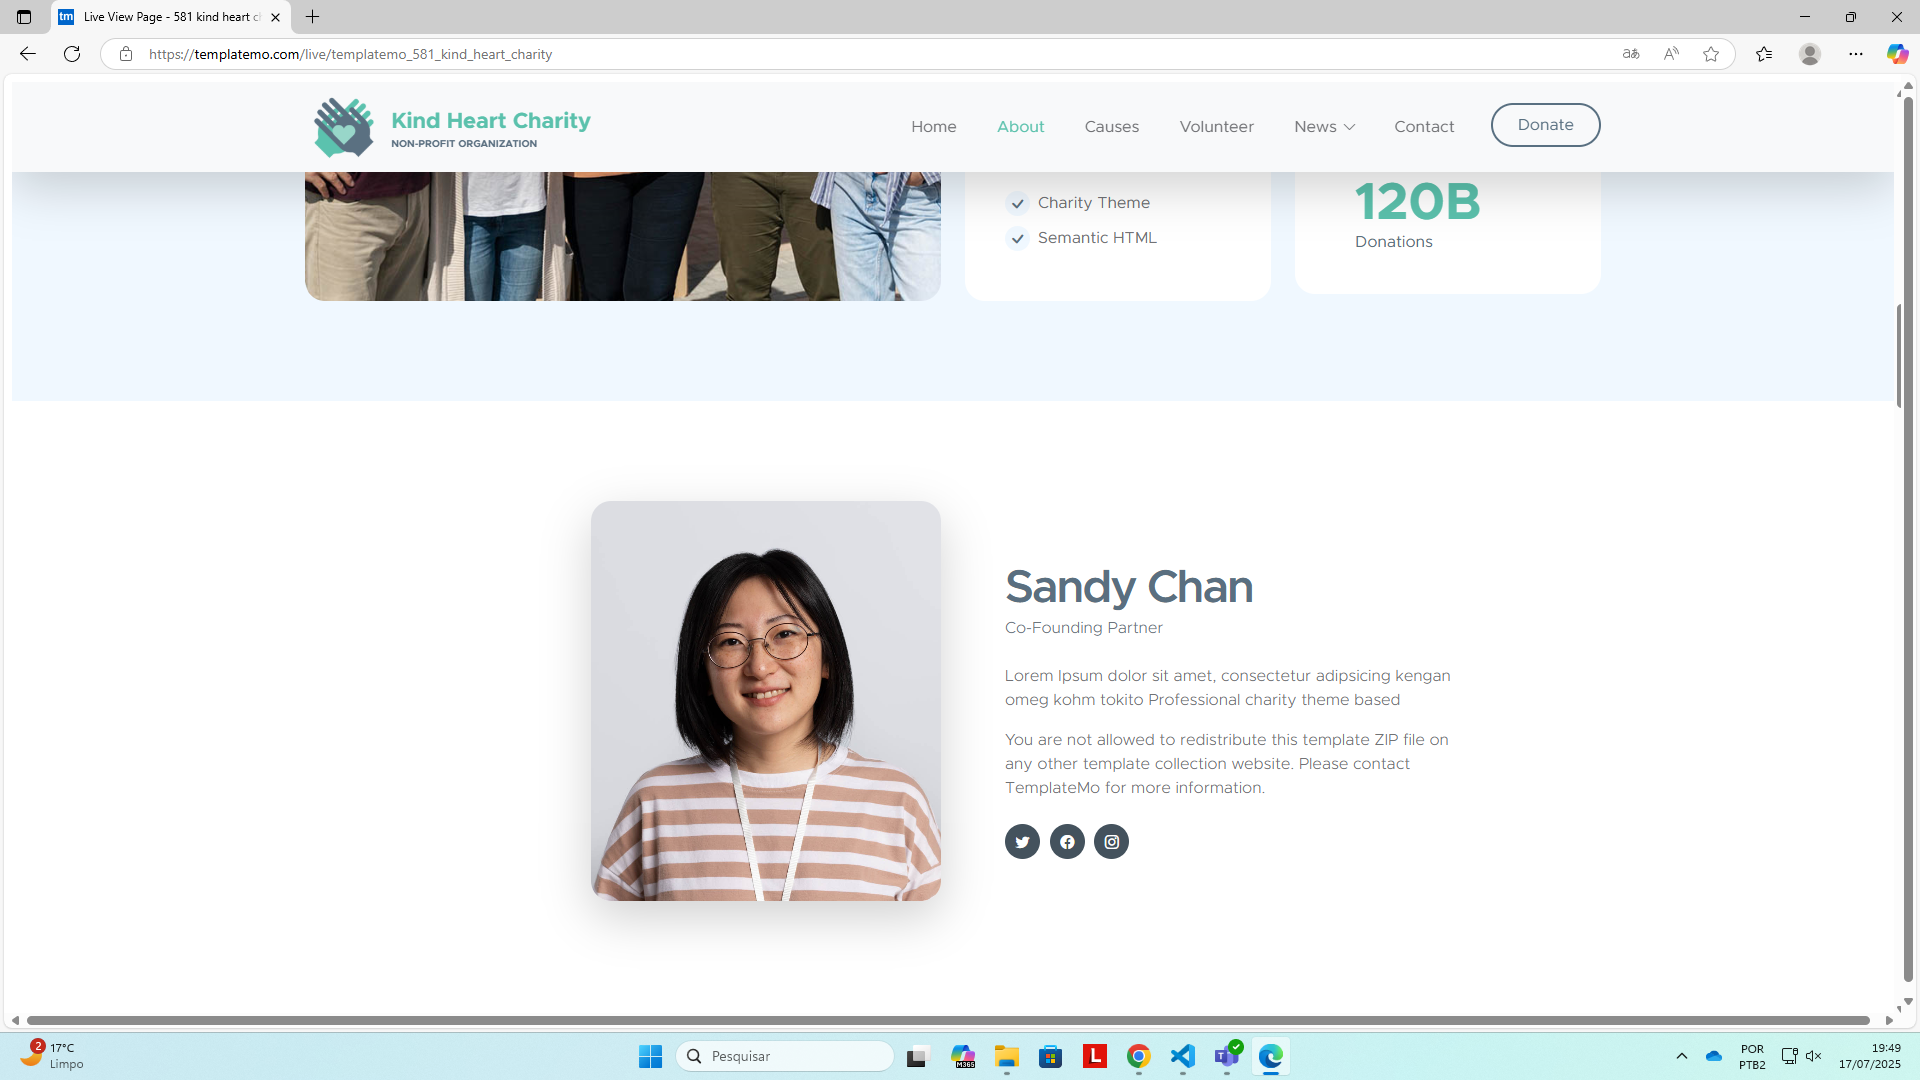 tm Live View Page - 581 kind heart c
https://templatemo.com/live/templatemo_581_kind_heart_charity
Kind Heart Charity
NON-PROFIT ORGANIZATION
Home
About
Causes
Volunteer
News
Contact
Donate
Charity Theme
Semantic HTML
120B
Donations
Sandy Chan
Co-Founding Partner
Lorem Ipsum dolor sit amet, consectetur adipsicing kengan
omeg kohm tokito Professional charity theme based
You are not allowed to redistribute this template ZIP file on
any other template collection website. Please contact
TemplateMo for more information.
2
17°C
Limpo
Pesquisar
M365
L
POR
PTB2
19:49
17/07/2025